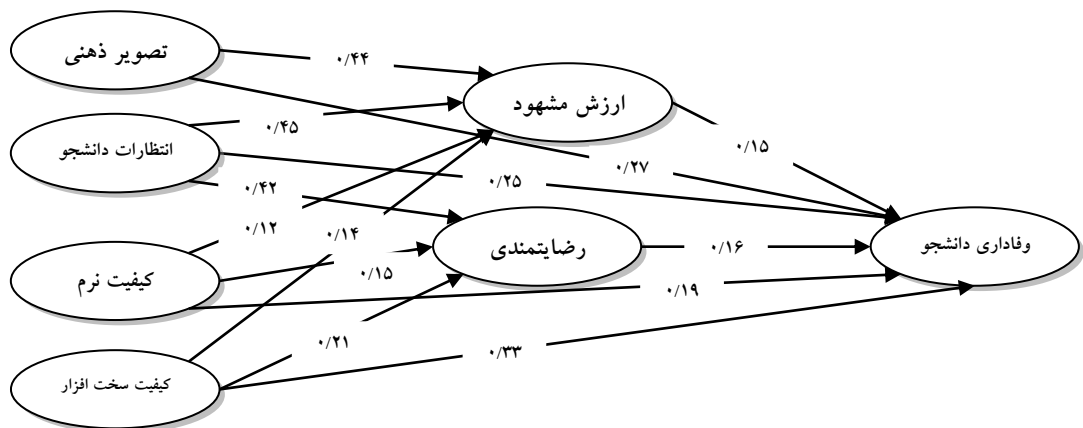 تصویر ذهنی
۰/۴۴
ارزش مشهود
۰/۴۵
انتظارات دانشجو
۰/۱۵
۰/۲۷
۰/۲۵
۰/۴۲
۰/۱۲
۰/۱۴
رضایتمندی
۰/۱۶
وفاداری دانشجو
کیفیت نرم
۰/۱۵
۰/۱۹
۰/۲۱
۰/۳۳
کیفیت سخت افزار